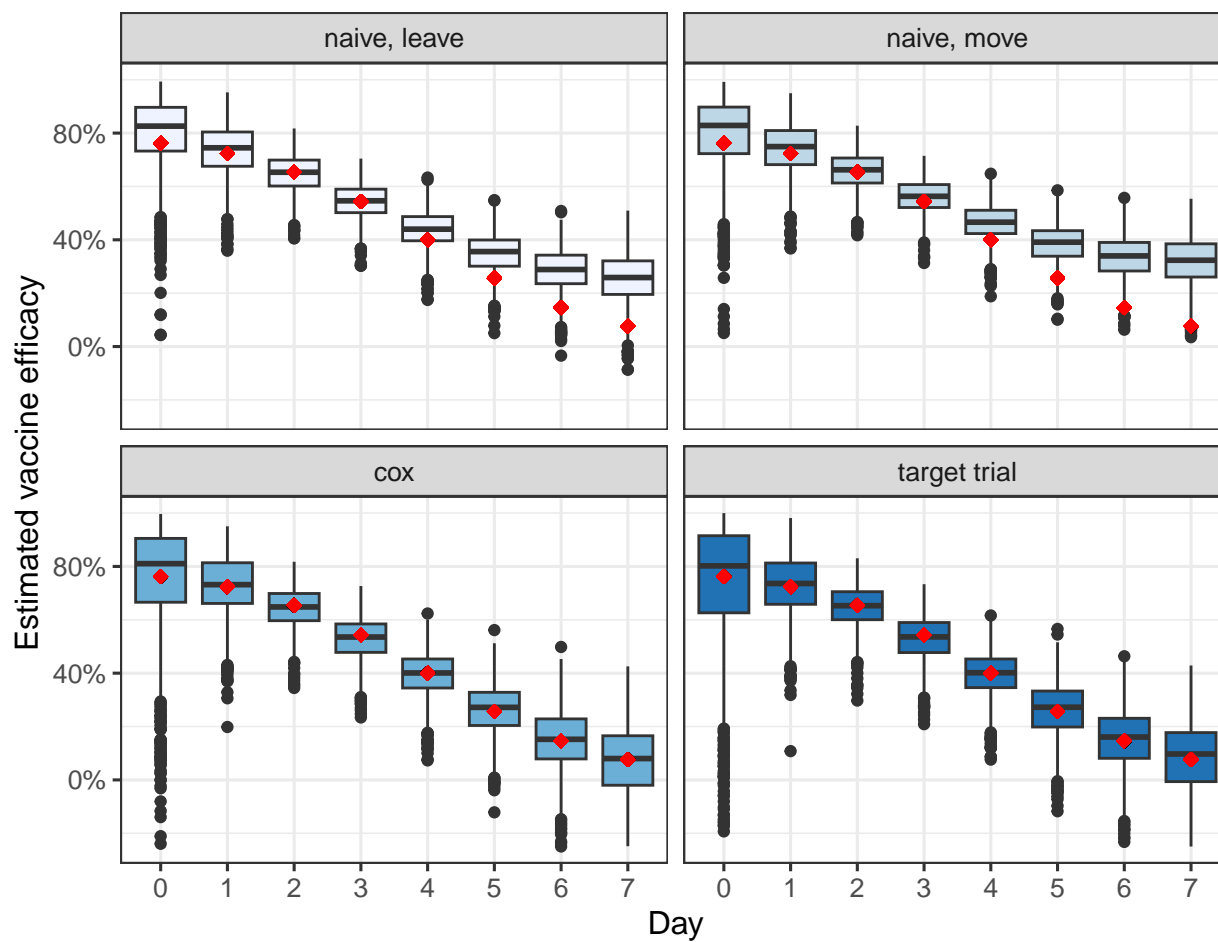 naive, leave
naive, move
80%
40%
0%
cox
target trial
80%
40%
0%
0 1 2 3 4 5 6 7
0 1 2 3 4 5 6 7
Day
Estimated vaccine efficacy